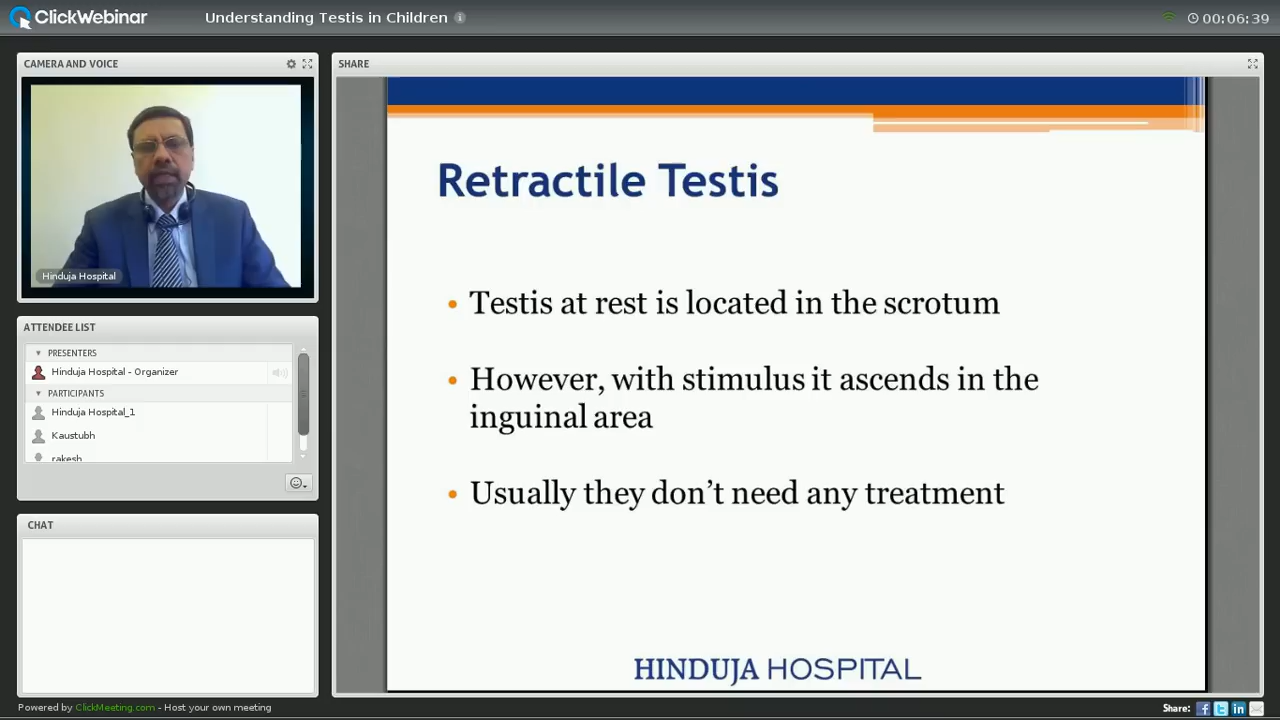 ClickWebinar
Understanding Testis in Children
00:06:39
CAMERA AND VOICE
Hinduja Hospital
ATTENDEE LIST
PRESENTERS
Hinduja Hospital - Organizer
PARTICIPANTS
Hinduja Hospital_1
Kaustubh
rakesh
CHAT
SHARE
Retractile Testis
• Testis at rest is located in the scrotum
• However, with stimulus it ascends in the
inguinal area
• Usually they don’t need any treatment
HINDUJA HOSPITAL
Powered by ClickMeeting.com - Host your own meeting
Share: